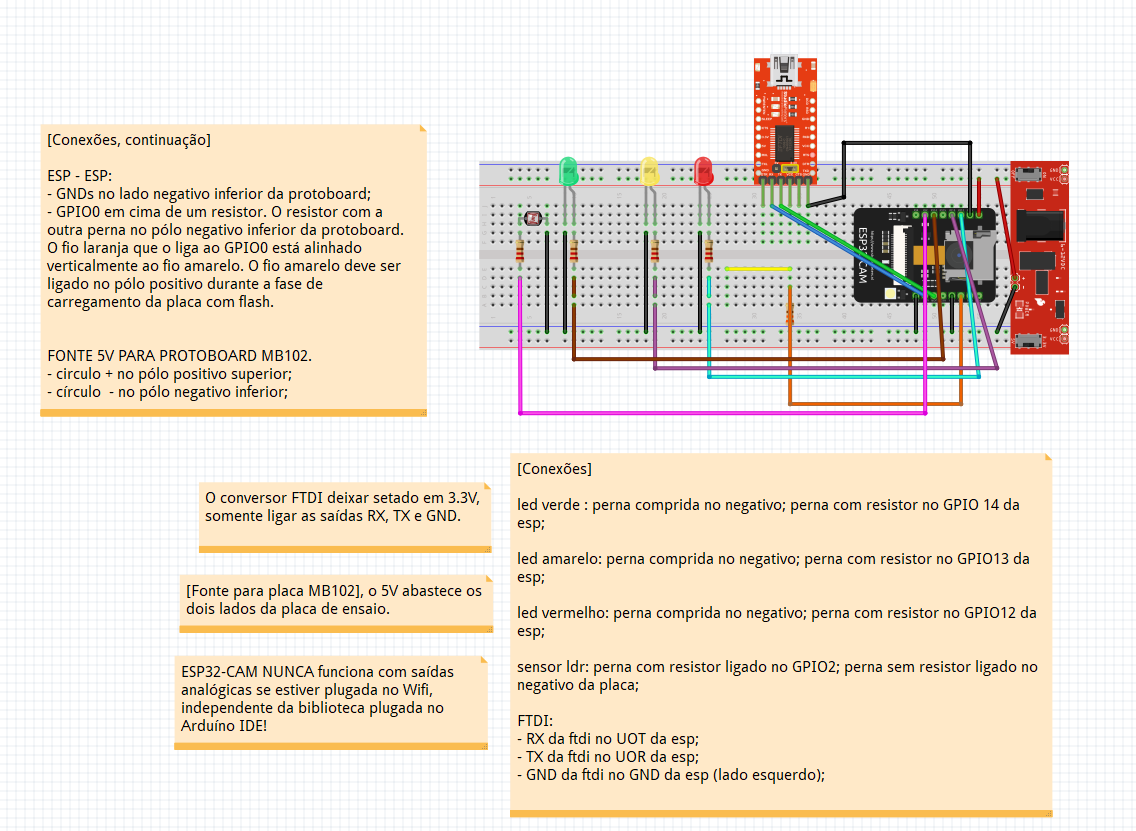 [Conexões, continuação]
ESP - ESP:
- GNDs no lado negativo inferior da protoboard;
- GPIO0 em cima de um resistor. O resistor com a
outra perna no pólo negativo inferior da protoboard.
O fio laranja que o liga ao GPIO0 está alinhado
verticalmente ao fio amarelo. O fio amarelo deve ser
ligado no pólo positivo durante a fase de
carregamento da placa com flash.
FONTE 5V PARA PROTOBOARD MB102.
- circulo + no pólo positivo superior;
- círculo  - no pólo negativo inferior;
ESP32-CAM
GND
VCC
GND
VCC
O conversor FTDI deixar setado em 3.3V,
somente ligar as saídas RX, TX e GND.
[Fonte para placa MB102], o 5V abastece os
dois lados da placa de ensaio.
ESP32-CAM NUNCA funciona com saídas
analógicas se estiver plugada no Wifi,
independente da biblioteca plugada no
Arduíno IDE!
[Conexões]
led verde : perna comprida no negativo; perna com resistor no GPIO 14 da
esp;
led amarelo: perna comprida no negativo; perna com resistor no GPIO13 da
esp;
led vermelho: perna comprida no negativo; perna com resistor no GPIO12 da
esp;
sensor ldr: perna com resistor ligado no GPIO2; perna sem resistor ligado no
negativo da placa;
FTDI:
- RX da ftdi no UOT da esp;
- TX da ftdi no UOR da esp;
- GND da ftdi no GND da esp (lado esquerdo);